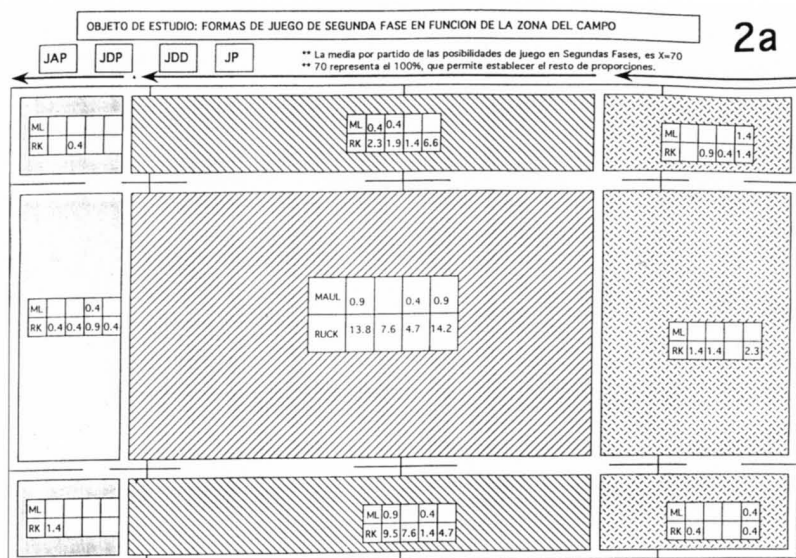 OBJETO DE ESTUDIO: FORMAS DE JUEGO DE SEGUNDA FASE EN FUNCION DE LA ZONA DEL CAMPO
2a
JAP JDP JDD JP
** La media por partido de las posibilidades de juego en Segundas Fases, es X=70
** 70 representa el 100%, que permite establecer el resto de proporciones.
ML
RK 0.4
ML 0.4 0.4
RK 2.3 1.9 1.4 6.6
ML 1.4
RK 0.9 0.4 1.4
ML 0.4
RK 0.4 0.4 0.9 0.4
MAUL 0.9 0.4 0.9
RUCK 13.8 7.6 4.7 14.2
ML
RK 1.4 1.4 2.3
ML
RK 1.4
ML 0.9 0.4
RK 9.5 7.6 1.4 4.7
ML 0.4
RK 0.4 0.4